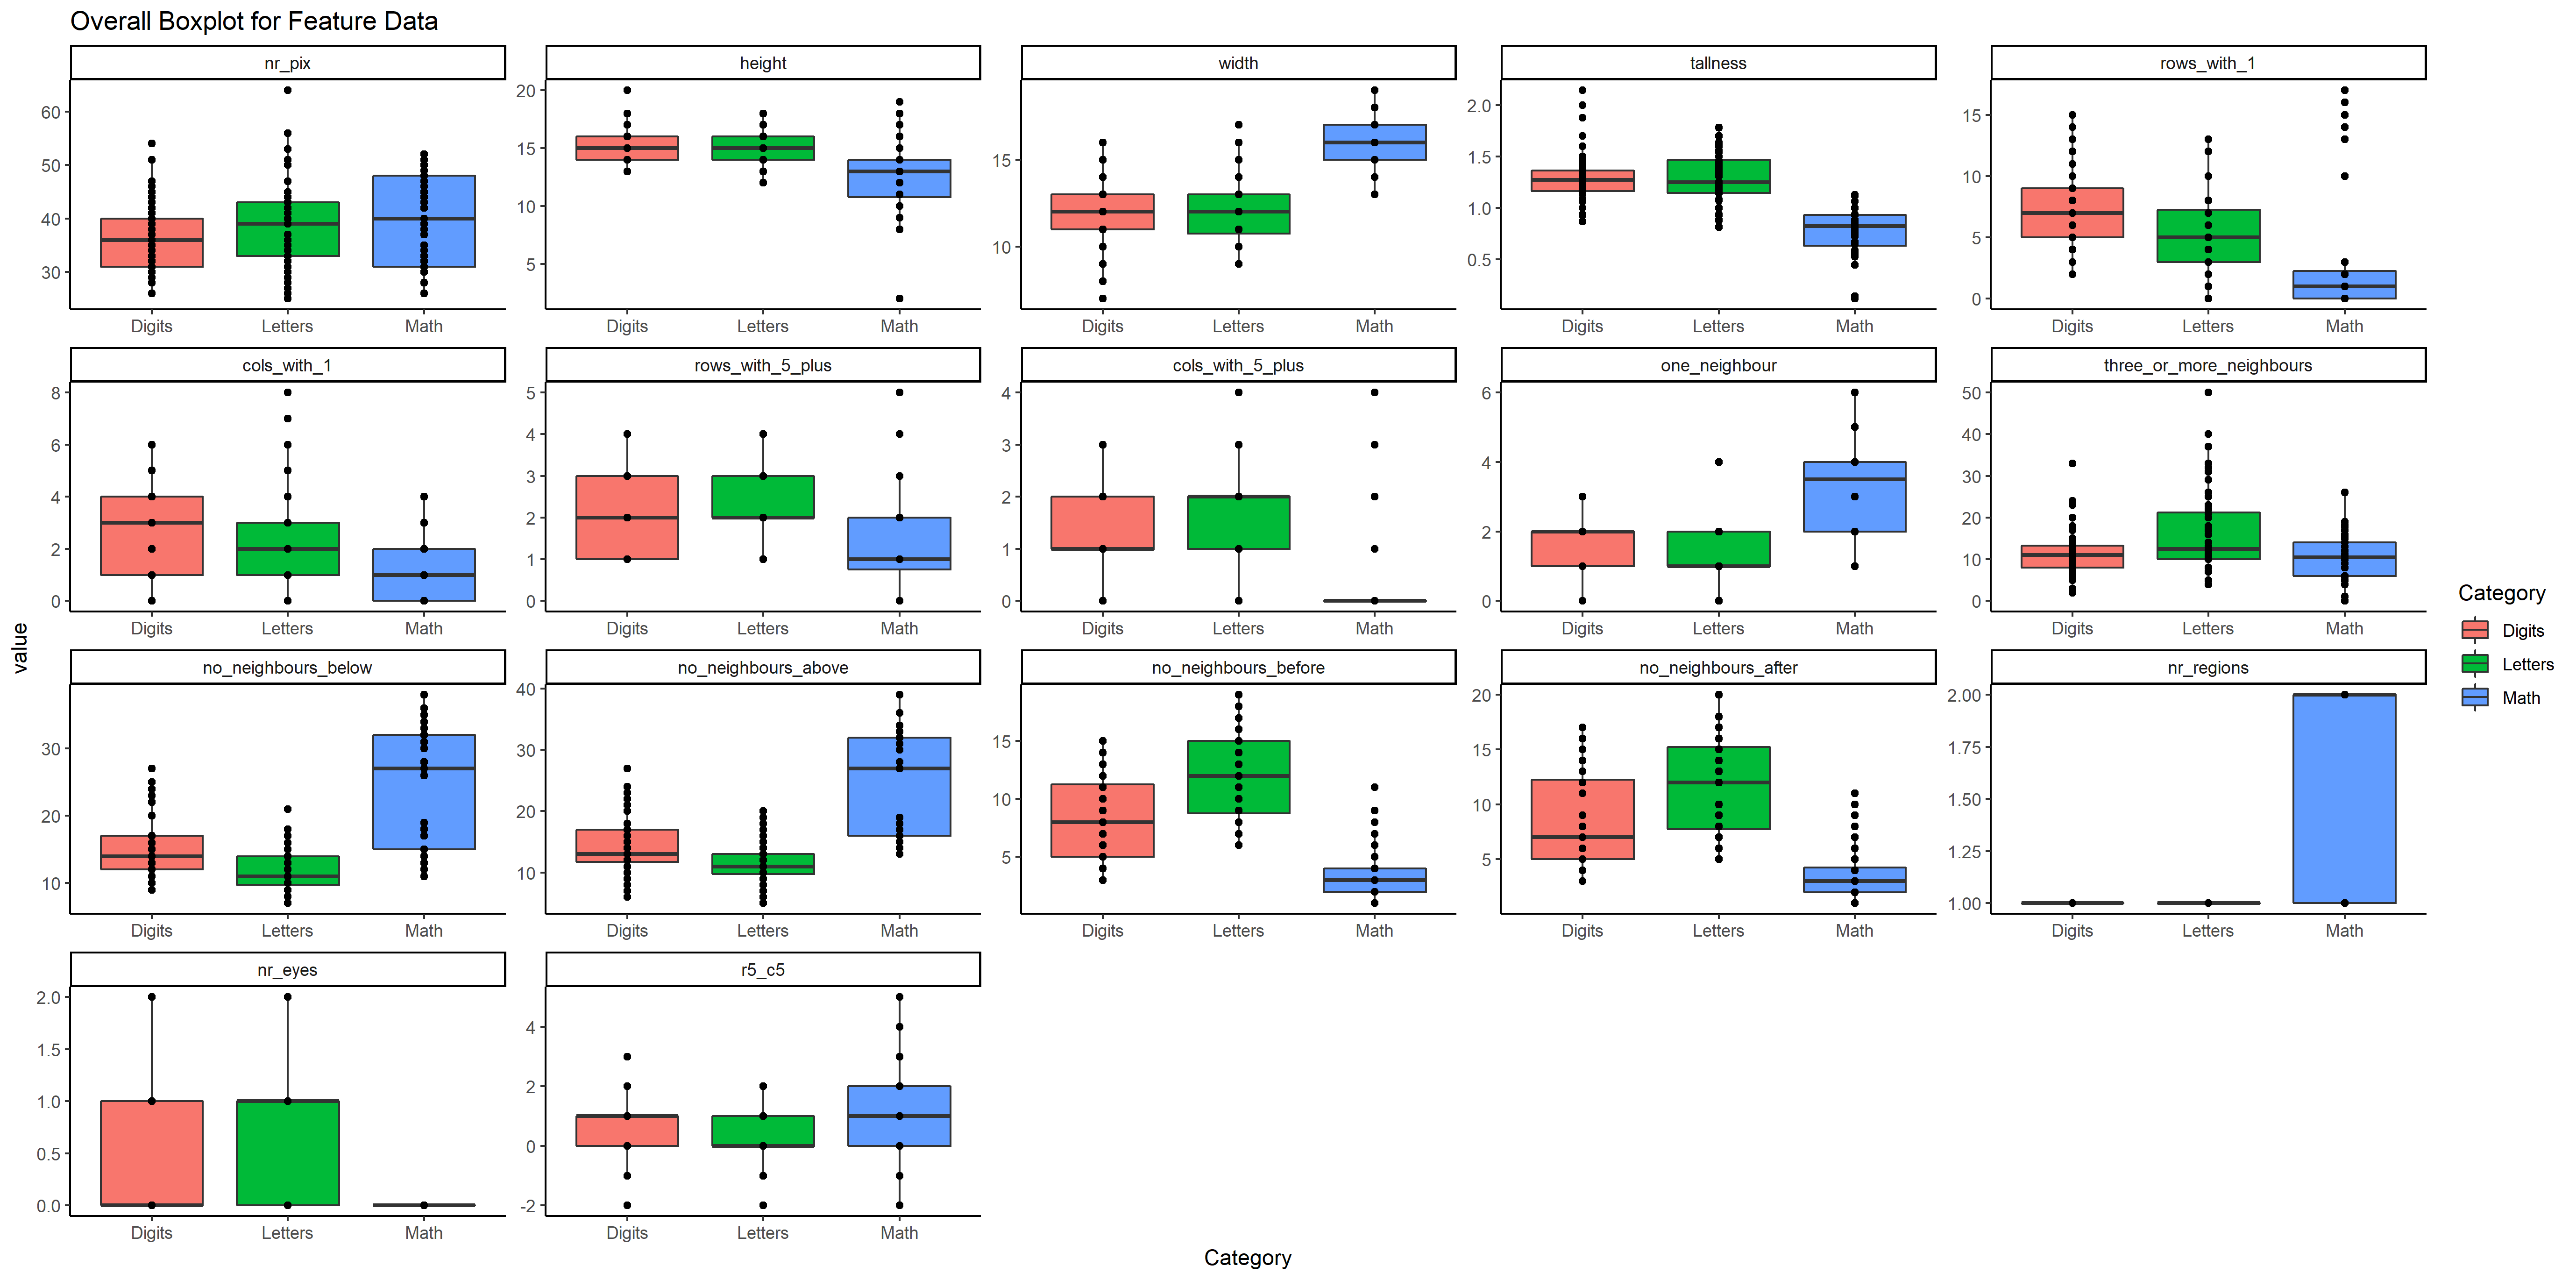 Overall Boxplot for Feature Data
nr_pix height width tallness rows_with_1
60 50 40 30
20 15 10 5
15 10
2.0 1.5 1.0 0.5
15 10 5 0
Digits Letters Math Digits Letters Math Digits Letters Math Digits Letters Math Digits Letters Math
cols_with_1 rows_with_5_plus cols_with_5_plus one_neighbour three_or_more_neighbours
8 6 4 2 0
5 4 3 2 1 0
4 3 2 1 0
6 4 2 0
50 40 30 20 10 0
Digits Letters Math Digits Letters Math Digits Letters Math Digits Letters Math Digits Letters Math
value
no_neighbours_below no_neighbours_above no_neighbours_before no_neighbours_after nr_regions
30 20 10
40 30 20 10
15 10 5
20 15 10 5
2.00 1.75 1.50 1.25 1.00
Digits Letters Math Digits Letters Math Digits Letters Math Digits Letters Math Digits Letters Math
nr_eyes r5_c5
2.0 1.5 1.0 0.5 0.0
4 2 0 -2
Digits Letters Math Digits Letters Math
Category
Category
Digits
Letters
Math